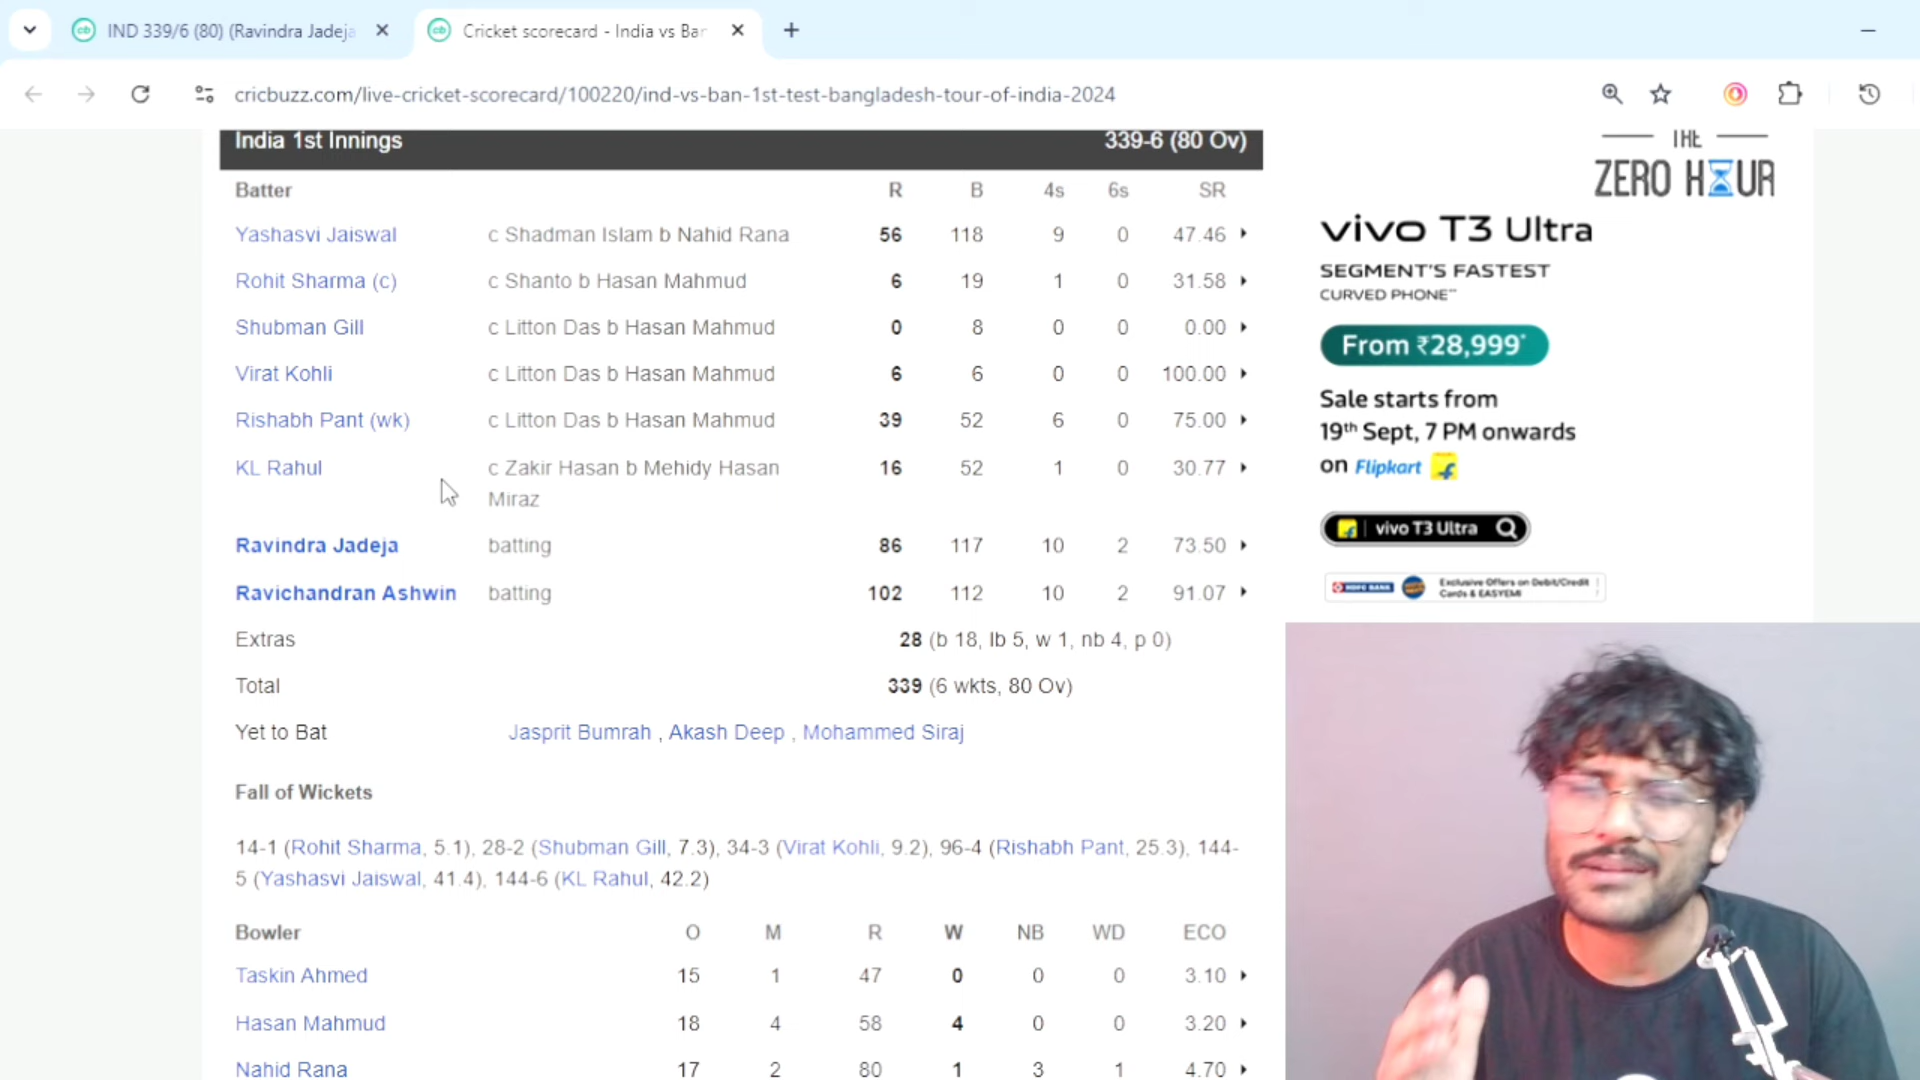 IND 339/6 (80) (Ravindra Jadeja
Cricket scorecard - India vs Ban
cricbuzz.com/live-cricket-scorecard/100220/ind-vs-ban-1st-test-bangladesh-tour-of-india-2024
India 1st Innings 339-6 (80 Ov)
Batter R B 4s 6s SR
Yashasvi Jaiswal c Shadman Islam b Nahid Rana 56 118 9 0 47.46
Rohit Sharma (c) c Shanto b Hasan Mahmud 6 19 1 0 31.58
Shubman Gill c Litton Das b Hasan Mahmud 0 8 0 0 0.00
Virat Kohli c Litton Das b Hasan Mahmud 6 6 0 0 100.00
Rishabh Pant (wk) c Litton Das b Hasan Mahmud 39 52 6 0 75.00
KL Rahul c Zakir Hasan b Mehidy Hasan 16 52 1 0 30.77
Miraz
Ravindra Jadeja batting 86 117 10 2 73.50
Ravichandran Ashwin batting 102 112 10 2 91.07
Extras 28 (b 18, lb 5, w 1, nb 4, p 0)
Total 339 (6 wkts, 80 Ov)
Yet to Bat Jasprit Bumrah , Akash Deep , Mohammed Siraj
Fall of Wickets
14-1 (Rohit Sharma, 5.1), 28-2 (Shubman Gill, 7.3), 34-3 (Virat Kohli, 9.2), 96-4 (Rishabh Pant, 25.3), 144-
5 (Yashasvi Jaiswal, 41.4), 144-6 (KL Rahul, 42.2)
Bowler O M R W NB WD ECO
Taskin Ahmed 15 1 47 0 0 0 3.10
Hasan Mahmud 18 4 58 4 0 0 3.20
Nahid Rana 17 2 80 1 3 1 4.70
THE
ZERO HOUR
vivo T3 Ultra
SEGMENT'S FASTEST
CURVED PHONE**
From ₹28,999*
Sale starts from
19th Sept, 7 PM onwards
on Flipkart
vivo T3 Ultra
HDFC BANK Exclusive Offers on Debit/Credit
Cards & EASYEMI